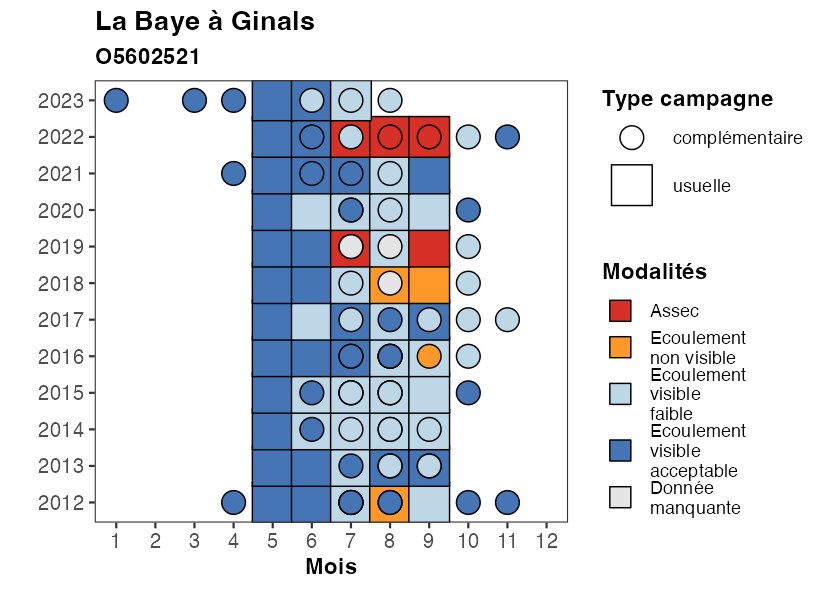 La Baye à Ginals
O5602521
2023
2022
2021
2020
2019
2018
2017
2016
2015
2014
2013
2012
1 2 3 4 5 6 7 8 9 10 11 12
Mois
Type campagne
complémentaire
usuelle
Modalités
Assec
Ecoulement
non visible
Ecoulement
visible
faible
Ecoulement
visible
acceptable
Donnée
manquante